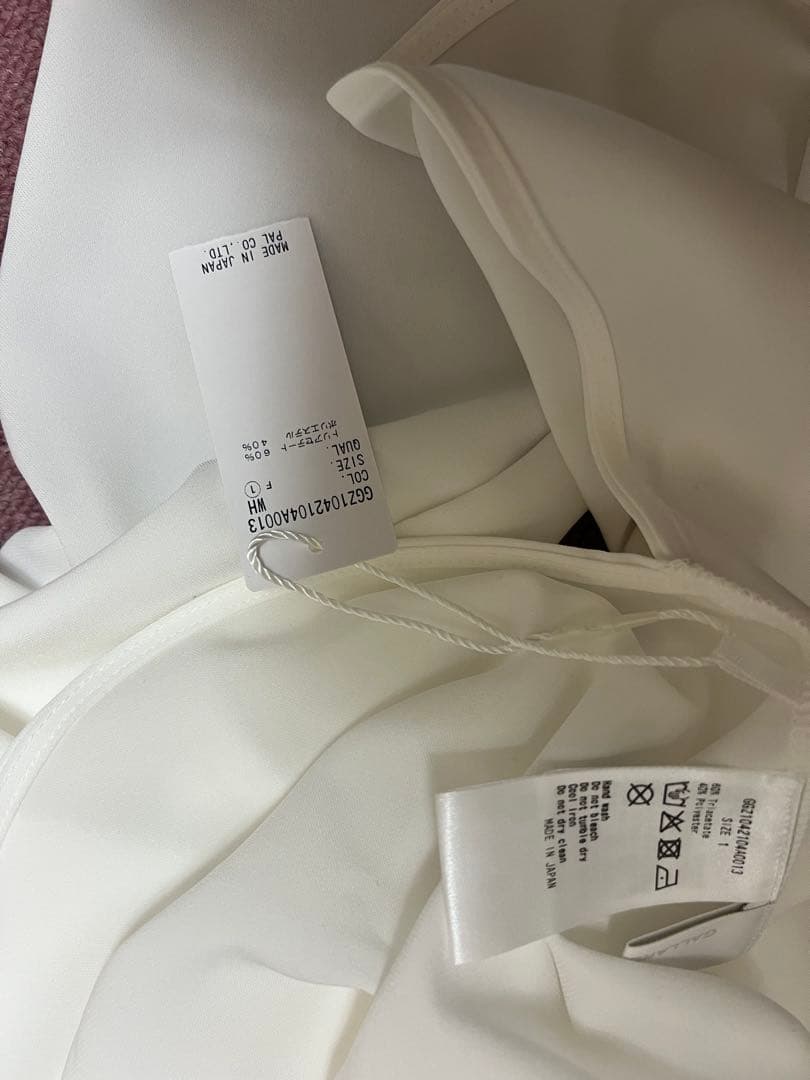 GGZ1042104A0013
COL. WH
SIZE. F ①
QUAL.
トリアセテート 60%
ポリエステル 40%
MADE IN JAPAN
PAL CO.,LTD.
GGZ1042104A0013
SIZE 1
60% Triacetate
40% Polyester
Hand wash
Do not bleach
Do not tumble dry
Cool iron
Do not dry clean
MADE IN JAPAN